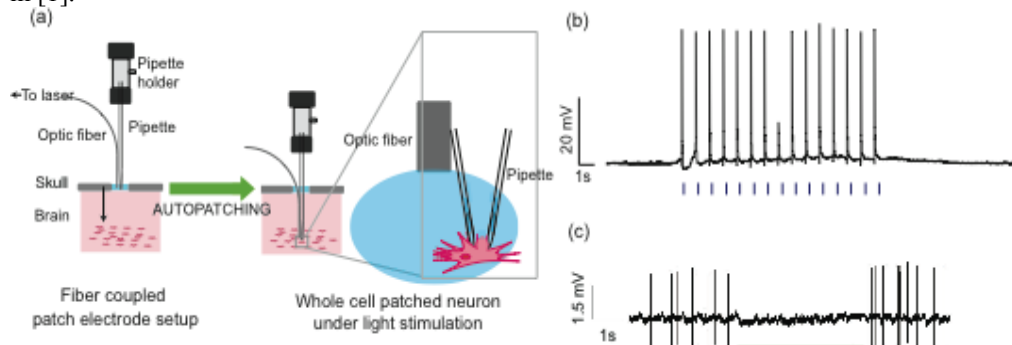 in [1].
(a)
Pipette
holder
To laser
Optic fiber
Pipette
Skull
Brain
AUTOPATCHING
Optic fiber
Pipette
Fiber coupled
patch electrode setup
Whole cell patched neuron
under light stimulation
(b)
20 mV
1s
(c)
1.5 mV
1s